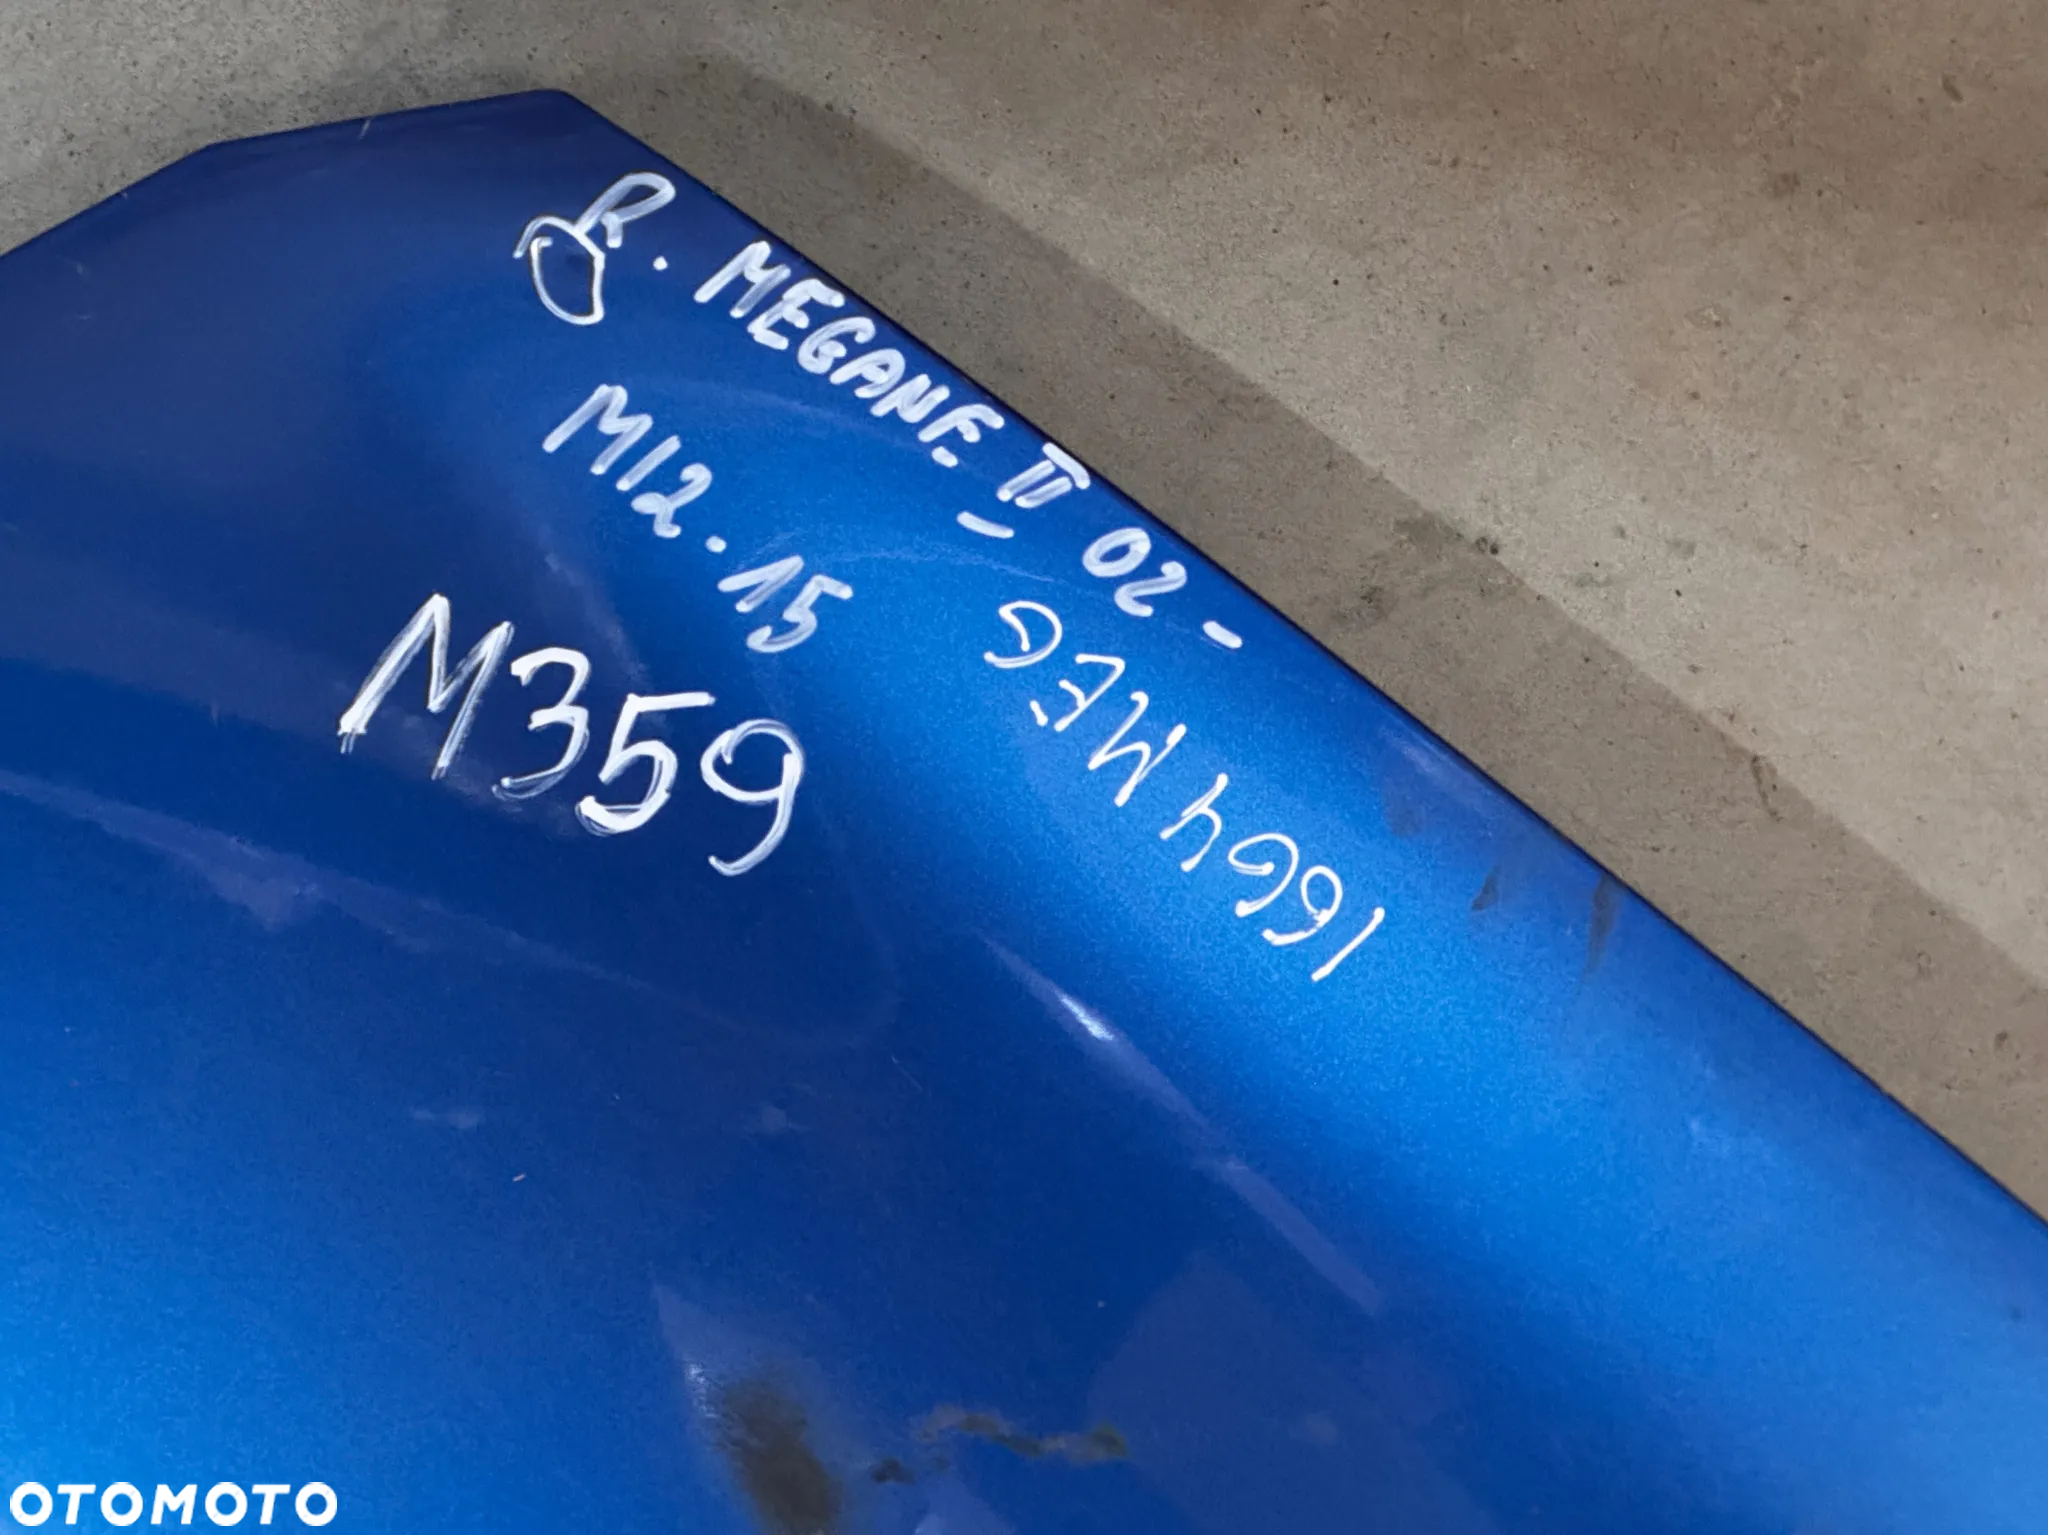 R. MEGANE II 02-
M12-15
M359
1664 MEG
OTOMOTO